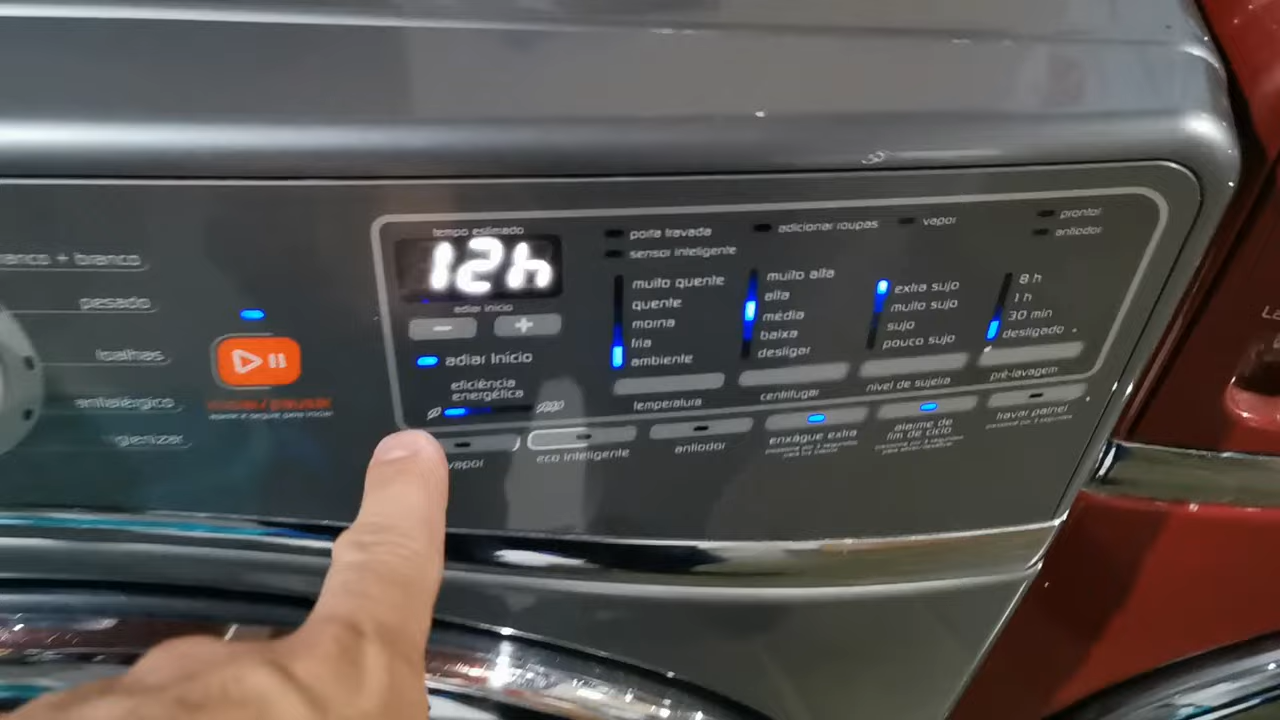 branco + branco
pesado
toalhas
antialérgico
higienizar
iniciar/pausar
tempo estimado
12h
adiar início
adiar início
eficiência
energética
vapor
eco inteligente
antiodor
enxágue extra
alarme de
fim de ciclo
travar painel
porta travada
adicionar roupas
vapor
pronto!
antiodor
sensor inteligente
muito quente
quente
morna
fria
ambiente
temperatura
muito alta
alta
média
baixa
desligar
centrifugar
extra sujo
muito sujo
sujo
pouco sujo
nível de sujeira
8 h
1 h
30 min
desligado
pré-lavagem